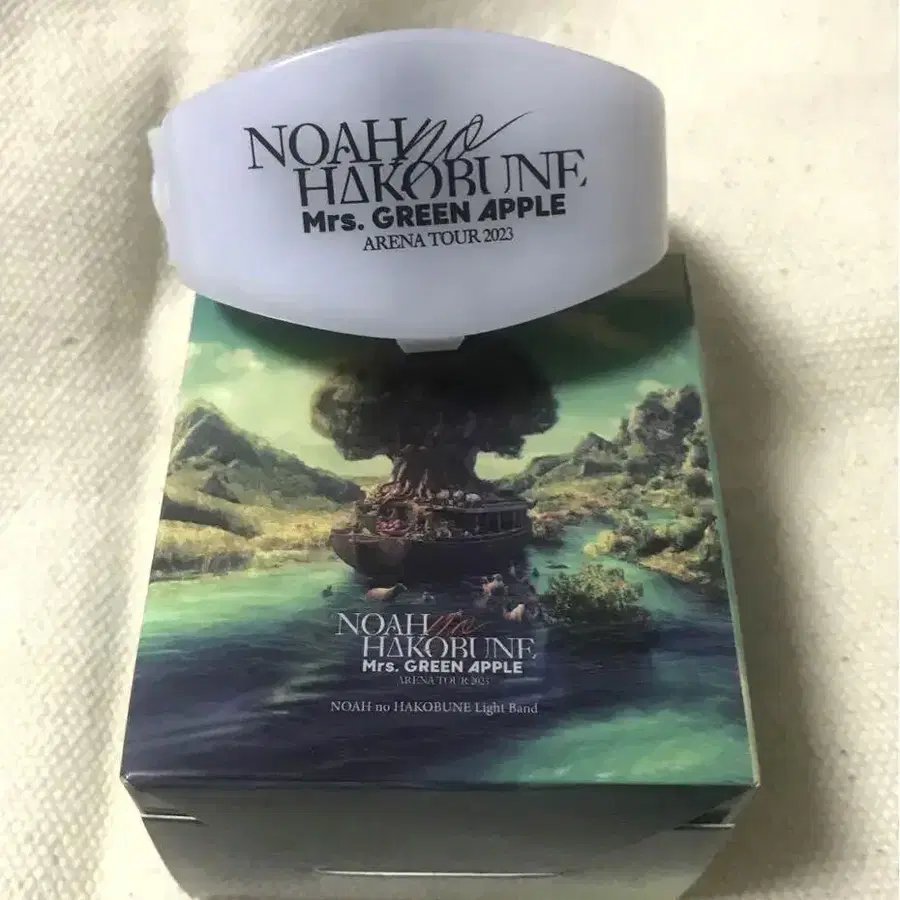 NOAH no
HAKOBUNE
Mrs. GREEN APPLE
ARENA TOUR 2023
NOAH no
HAKOBUNE
Mrs. GREEN APPLE
ARENA TOUR 2023
NOAH no HAKOBUNE Light Band